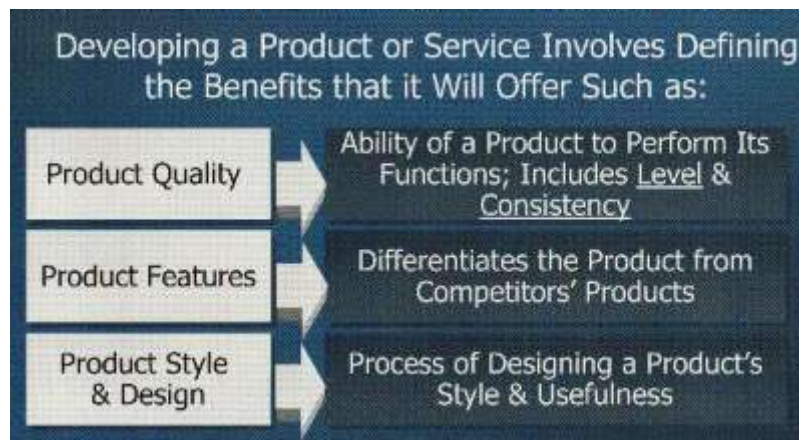 Developing a Product or Service Involves Defining
the Benefits that it Will Offer Such as:
Product Quality
Ability of a Product to Perform Its
Functions; Includes Level &
Consistency
Product Features
Differentiates the Product from
Competitors' Products
Product Style
& Design
Process of Designing a Product's
Style & Usefulness